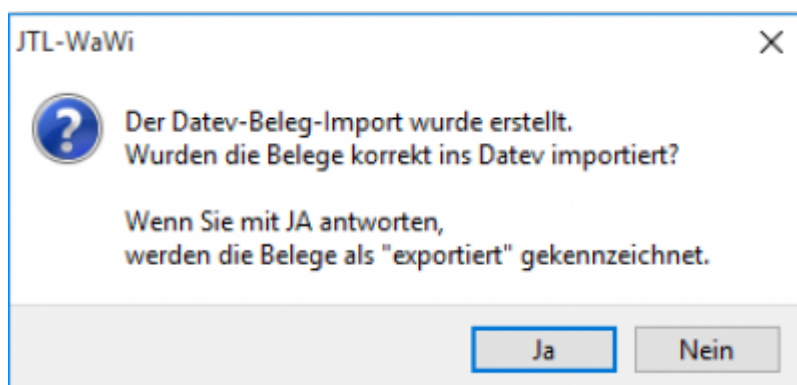 JTL-WaWi
Der Datev-Beleg-Import wurde erstellt.
Wurden die Belege korrekt ins Datev importiert?
Wenn Sie mit JA antworten,
werden die Belege als "exportiert" gekennzeichnet.
Ja
Nein